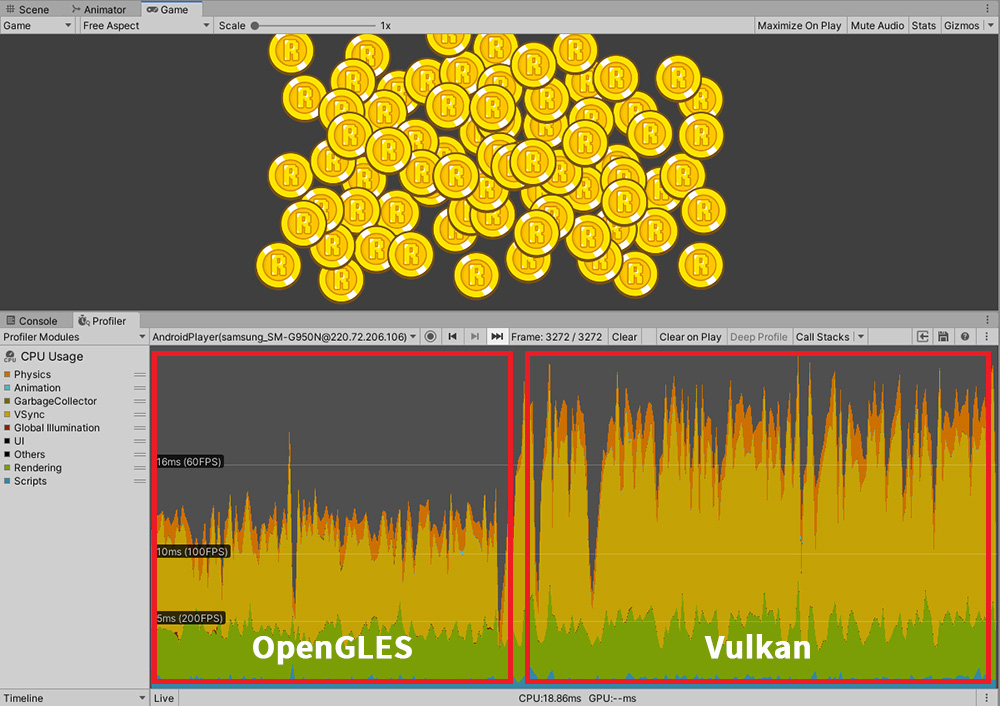 Scene Animator Game
Game Free Aspect Scale 1x Maximize On Play Mute Audio Stats Gizmos
Console Profiler
Profiler Modules AndroidPlayer(samsung_SM-G950N@220.72.206.106) Frame: 3272 / 3272 Clear Clear on Play Deep Profile Call Stacks
CPU Usage
Physics
Animation
GarbageCollector
VSync
Global Illumination
UI
Others
Rendering
Scripts
16ms (60FPS)
10ms (100FPS)
5ms (200FPS)
OpenGLES Vulkan
Timeline Live CPU:18.86ms GPU:--ms